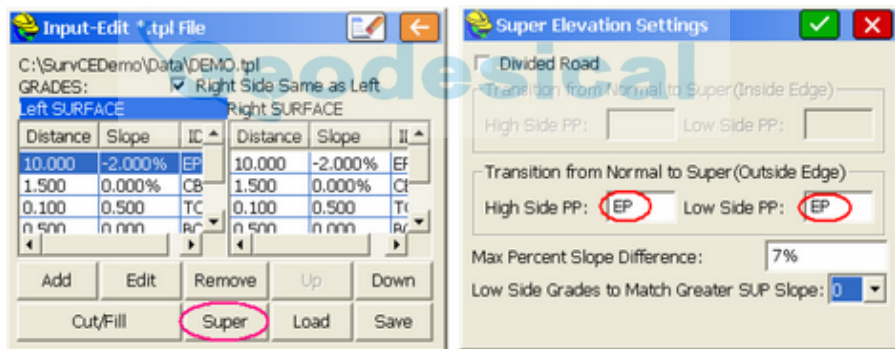 Input-Edit *.tpl File
C:\SurvCEDemo\Data\DEMO.tpl
GRADES: Right Side Same as Left
Left SURFACE Right SURFACE
Distance Slope ID Distance Slope
10.000 -2.000% EP 10.000 -2.000% EP
1.500 0.000% CB 1.500 0.000%
0.100 0.500 TC 0.100 0.500
0.500 0.000 0.500 0.000
Add Edit Remove Up Down
Cut/Fill Super Load Save
Super Elevation Settings
Divided Road
Transition from Normal to Super(Inside Edge)
High Side PP: Low Side PP:
Transition from Normal to Super(Outside Edge)
High Side PP: EP Low Side PP: EP
Max Percent Slope Difference: 7%
Low Side Grades to Match Greater SUP Slope: 0
Geodesical